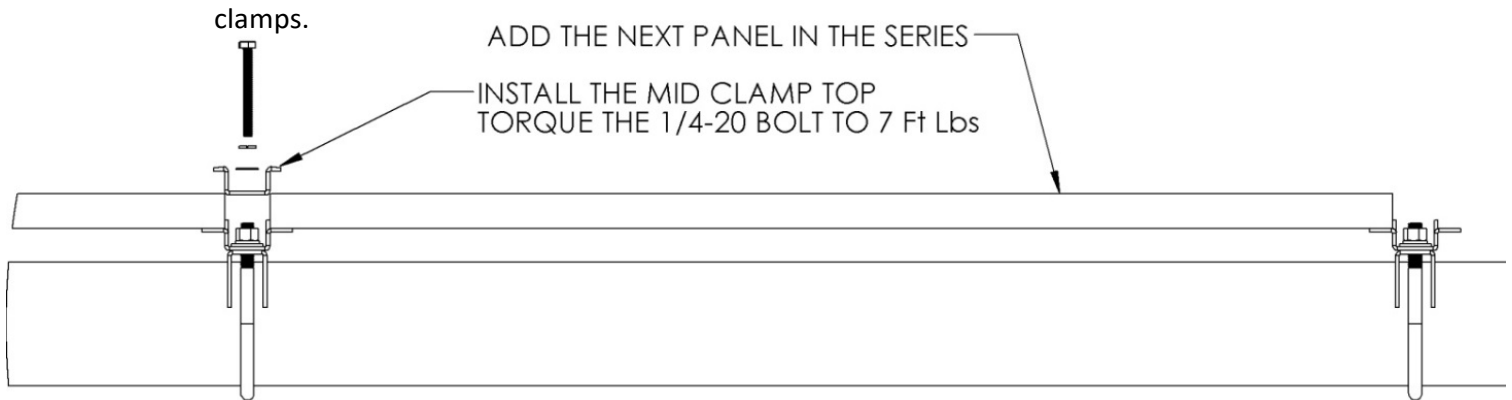 clamps.
ADD THE NEXT PANEL IN THE SERIES
INSTALL THE MID CLAMP TOP
TORQUE THE 1/4-20 BOLT TO 7 Ft Lbs